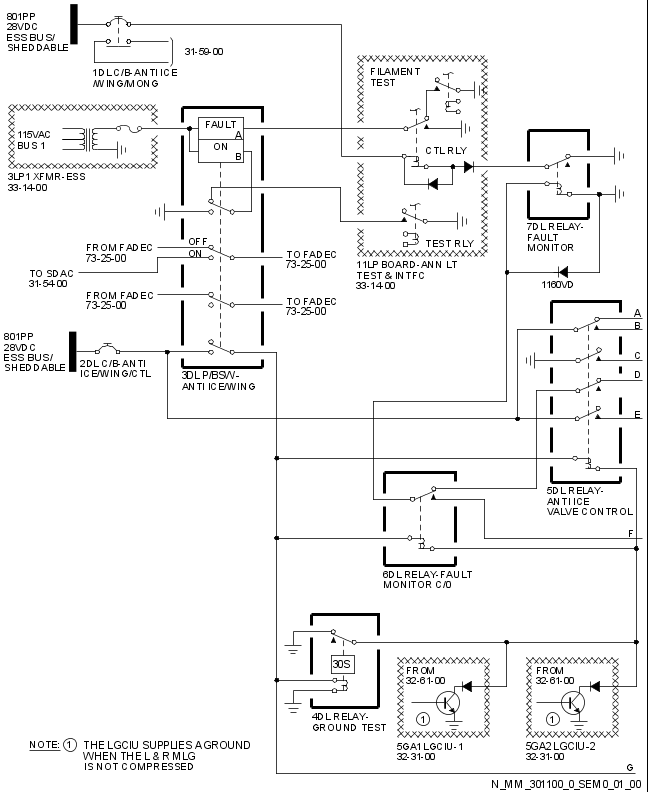 801PP
28VDC
ESS BUS/
SHEDDABLE
31-59-00
1DL C/B-ANTI ICE
/WING/MONG
FILAMENT
TEST
115VAC
BUS 1
FAULT
A
ON
B
CTL RLY
3LP1 XFMR-ESS
33-14-00
TEST RLY
7DL RELAY-
FAULT
MONITOR
FROM FADEC
73-25-00
OFF
ON
TO FADEC
73-25-00
11LP BOARD-ANN LT
TEST & INTFC
33-14-00
TO SDAC
31-54-00
1160VD
FROM FADEC
73-25-00
TO FADEC
73-25-00
801PP
28VDC
ESS BUS/
SHEDDABLE
2DL C/B-ANTI
ICE/WING/CTL
3DL P/BSW-
ANTI ICE/WING
A
B
C
D
E
5DL RELAY-
ANTI ICE
VALVE CONTROL
F
6DL RELAY-FAULT
MONITOR C/O
30S
4DL RELAY-
GROUND TEST
FROM
32-61-00
1
5GA1 LGCIU-1
32-31-00
FROM
32-61-00
1
5GA2 LGCIU-2
32-31-00
NOTE: 1 THE LGCIU SUPPLIES A GROUND
WHEN THE L & R MLG
IS NOT COMPRESSED
G
N_MM_301100_0_SEM0_01_00